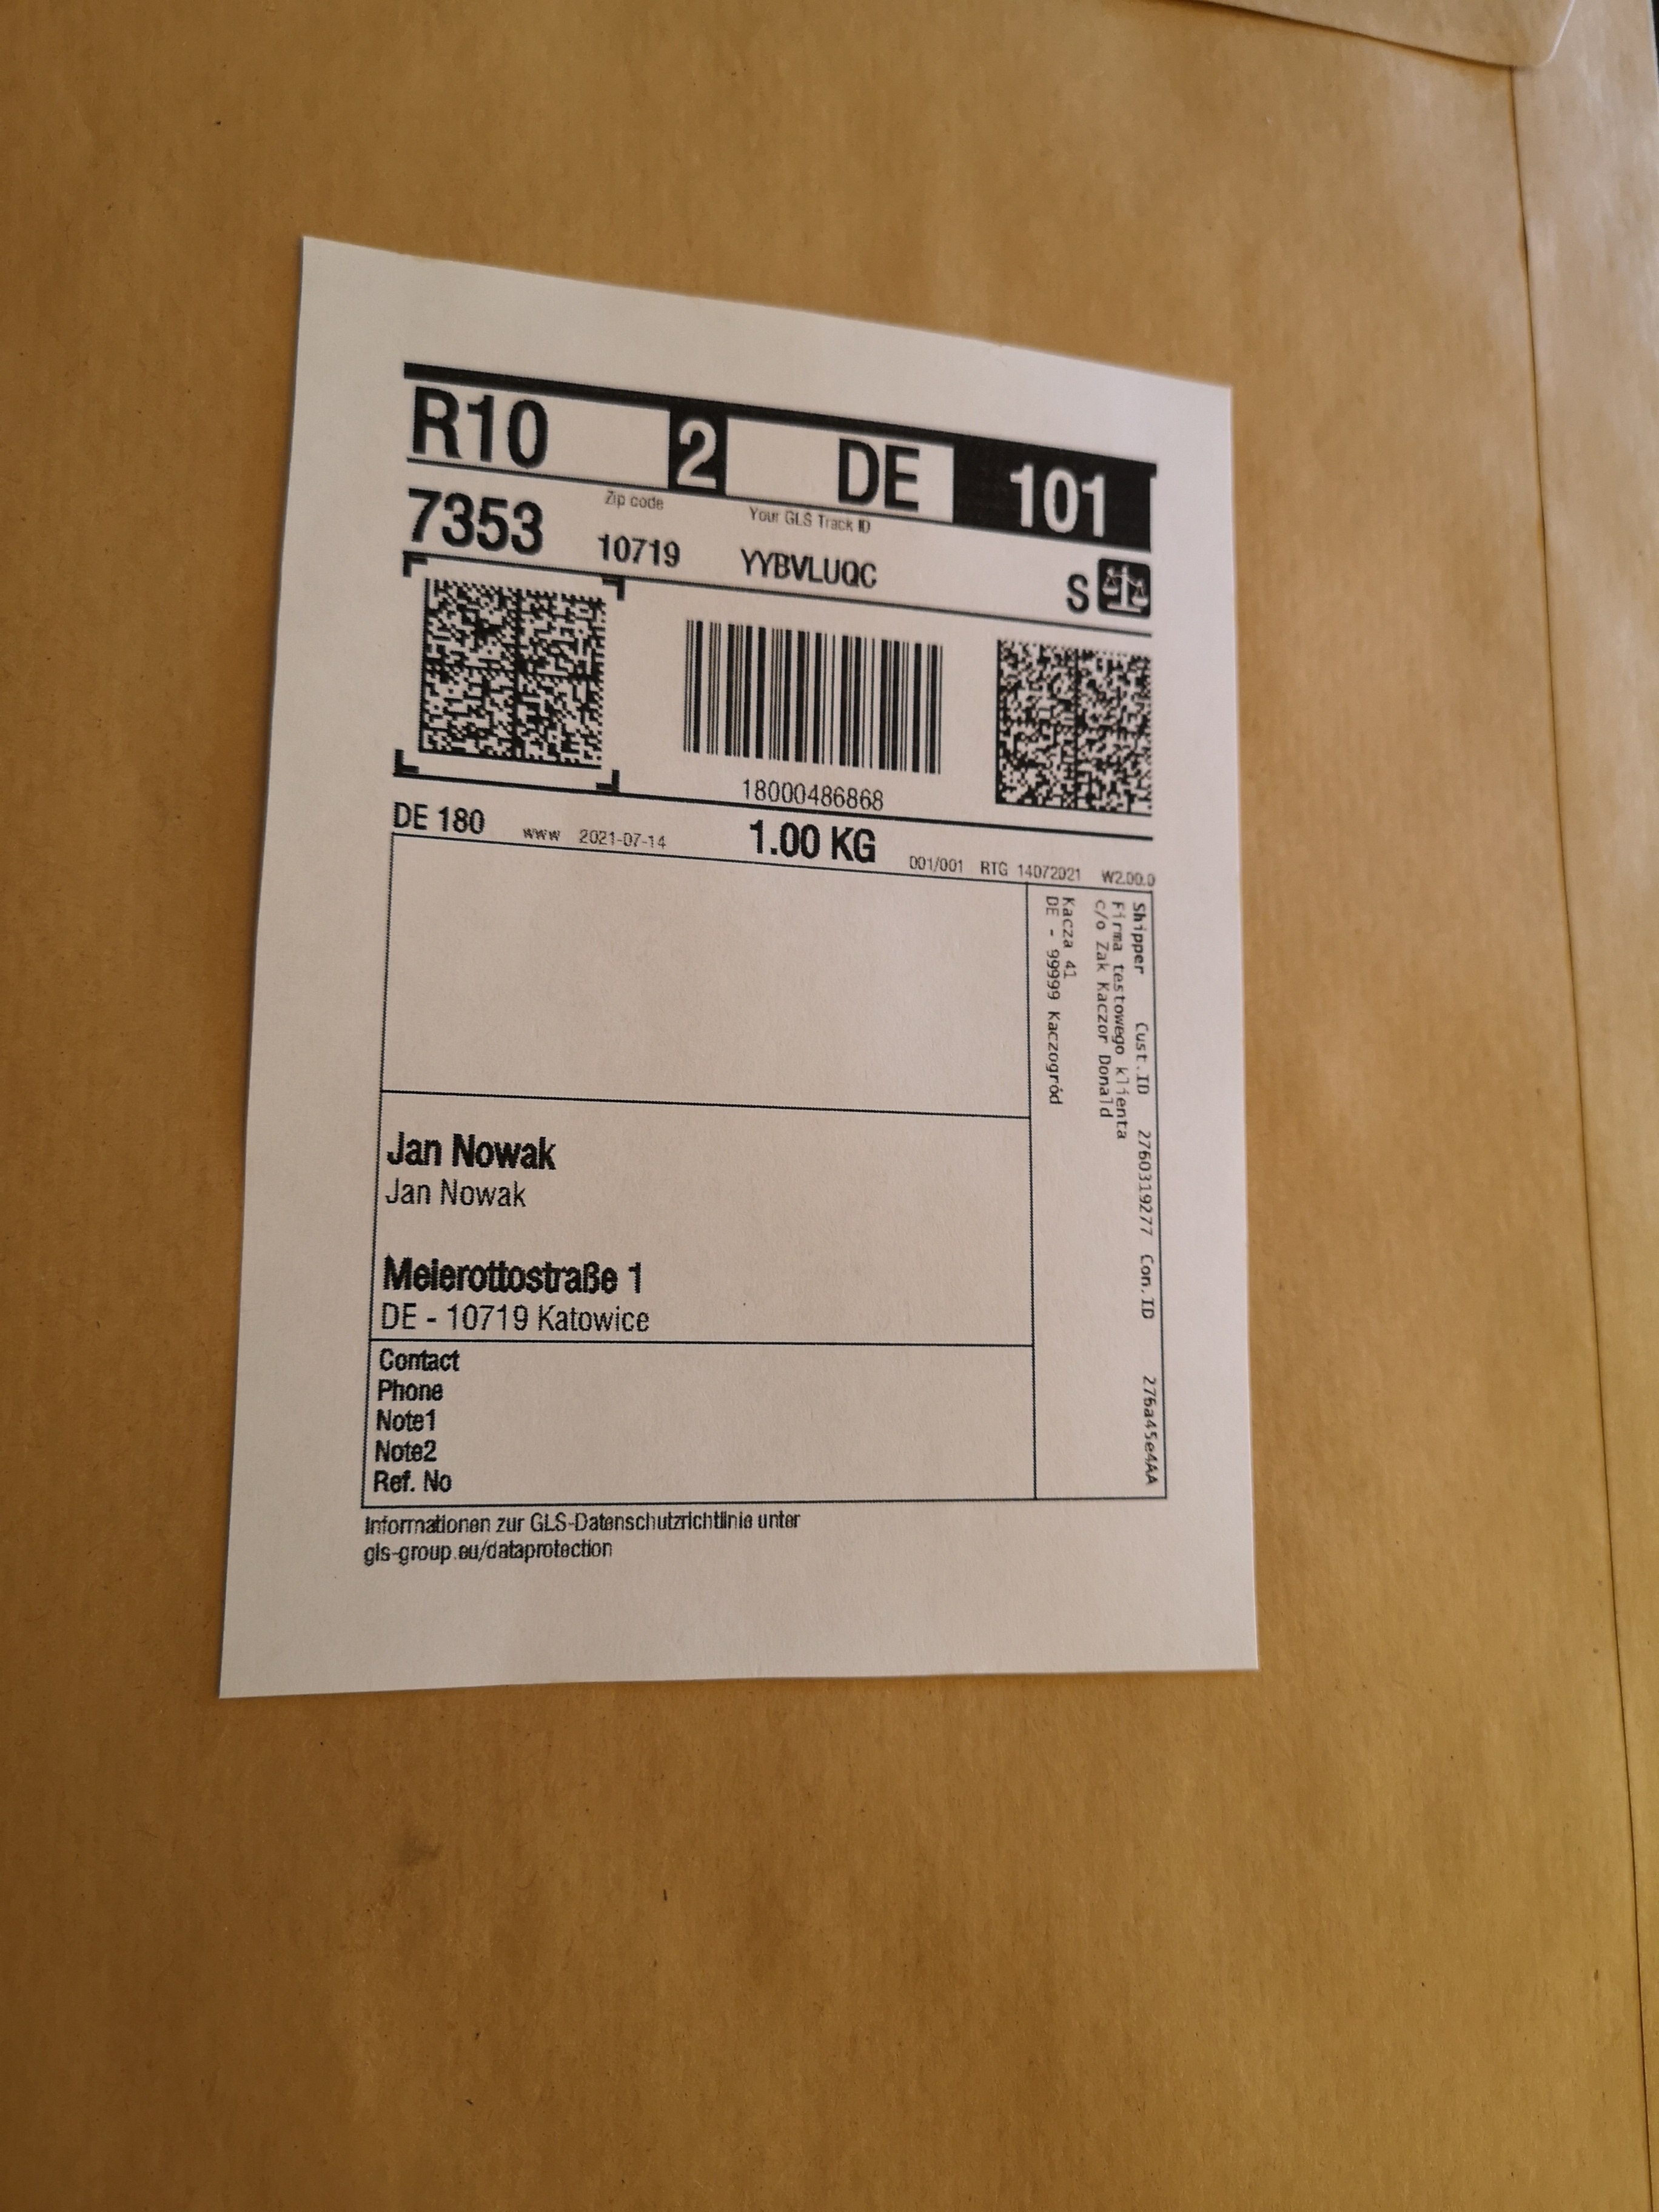 R10 2 DE 101
Zip code Your GLS Track ID
7353 10719 YYBVLUQC S
18000486868
DE 180 www 2021-07-14 1.00 KG 001/001 RTG 14072021 W2.00.0
Shipper Cust.ID 2760319277 Con.ID 276a45e4AA
Firma testowego klienta
c/o Zak Kaczor Donald
Kacza 41
DE - 99999 Kaczogród
Jan Nowak
Jan Nowak
Meierottostraße 1
DE - 10719 Katowice
Contact
Phone
Note1
Note2
Ref. No
Informationen zur GLS-Datenschutzrichtlinie unter
gls-group.eu/dataprotection